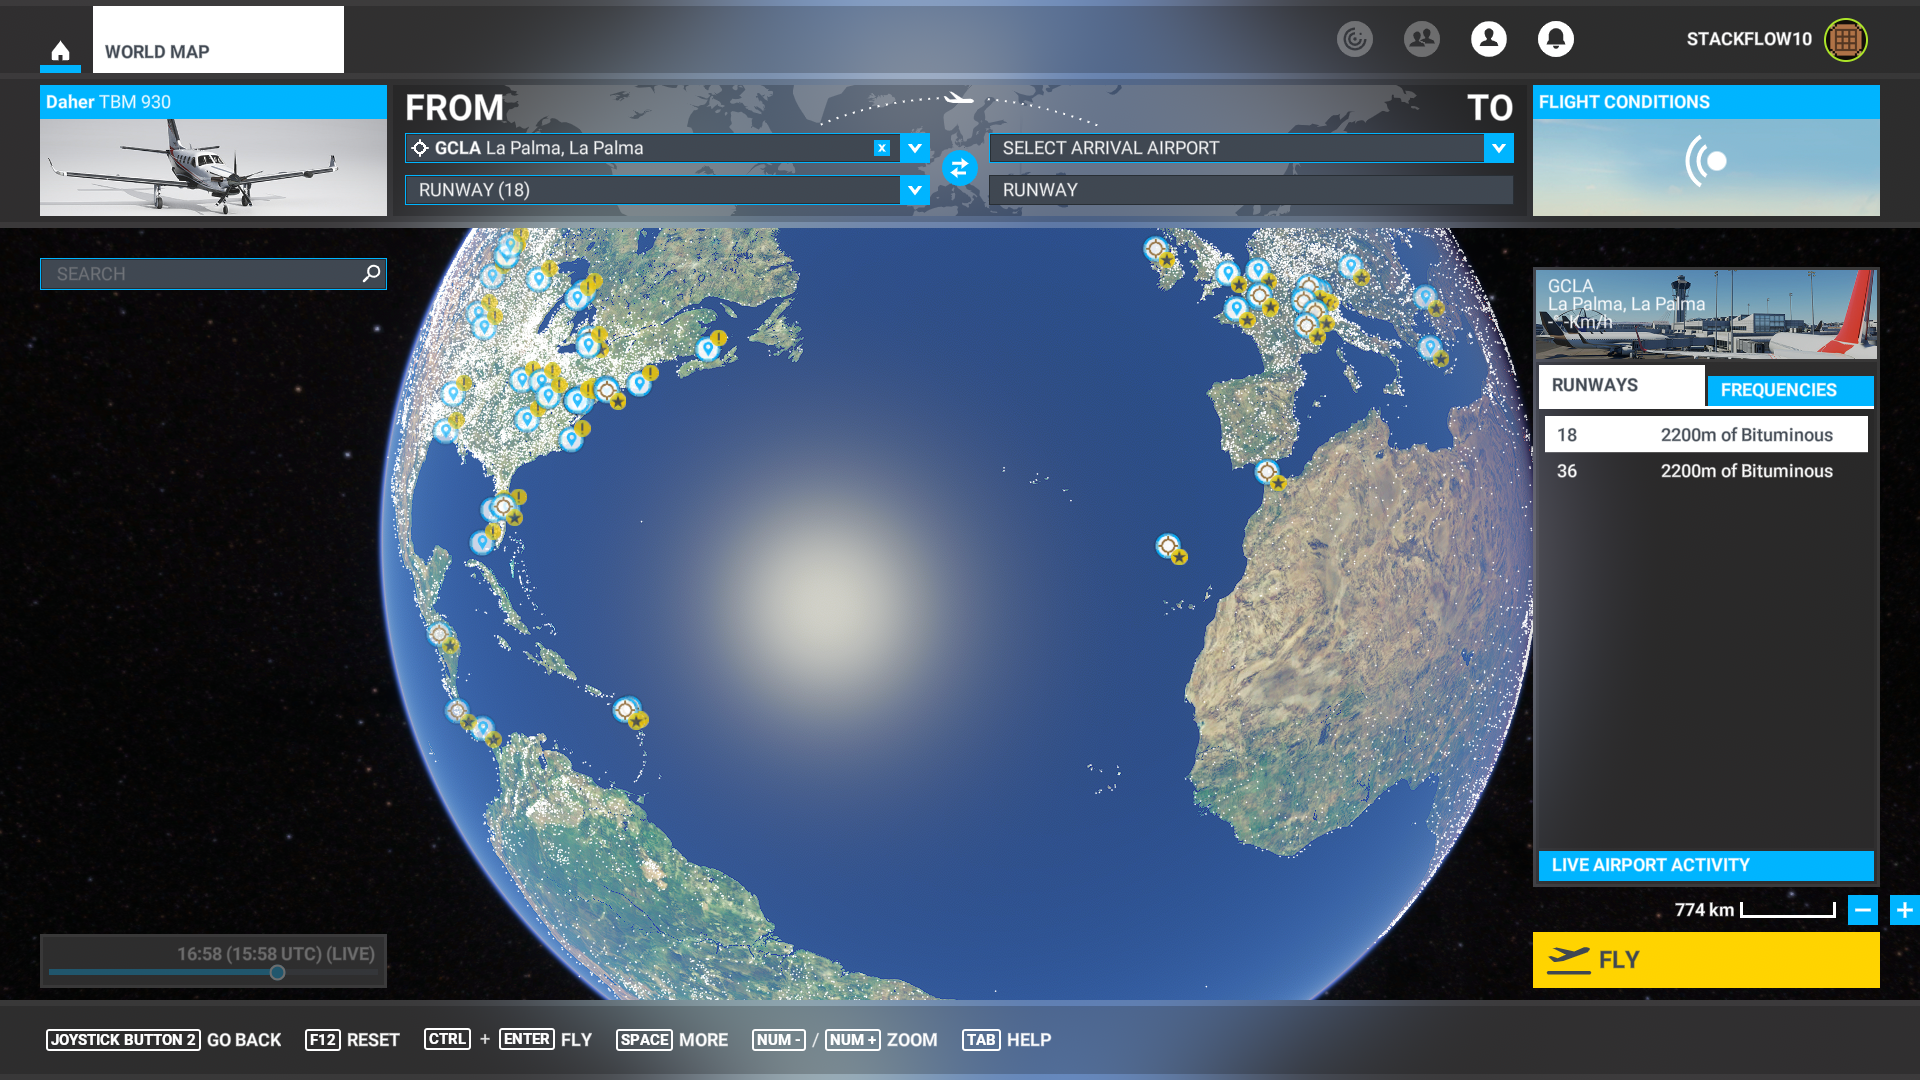 WORLD MAP
STACKFLOW10
Daher TBM 930
FROM
TO
GCLA La Palma, La Palma
x
RUNWAY (18)
SELECT ARRIVAL AIRPORT
RUNWAY
FLIGHT CONDITIONS
SEARCH
GCLA
La Palma, La Palma
--- Km/h
RUNWAYS
FREQUENCIES
18 2200m of Bituminous
36 2200m of Bituminous
LIVE AIRPORT ACTIVITY
774 km
FLY
16:58 (15:58 UTC) (LIVE)
JOYSTICK BUTTON 2 GO BACK F12 RESET CTRL + ENTER FLY SPACE MORE NUM - / NUM + ZOOM TAB HELP